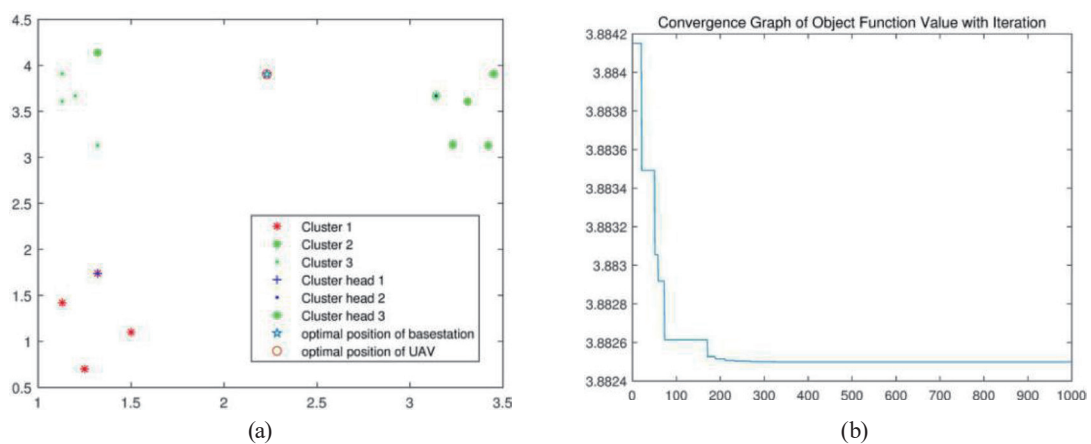 4.5
4
3.5
3
2.5
2
1.5
1
0.5
1
1.5
2
2.5
3
3.5
Cluster 1
Cluster 2
Cluster 3
Cluster head 1
Cluster head 2
Cluster head 3
optimal position of basestation
optimal position of UAV
(a)
Convergence Graph of Object Function Value with Iteration
3.8842
3.884
3.8838
3.8836
3.8834
3.8832
3.883
3.8828
3.8826
3.8824
0 100 200 300 400 500 600 700 800 900 1000
(b)